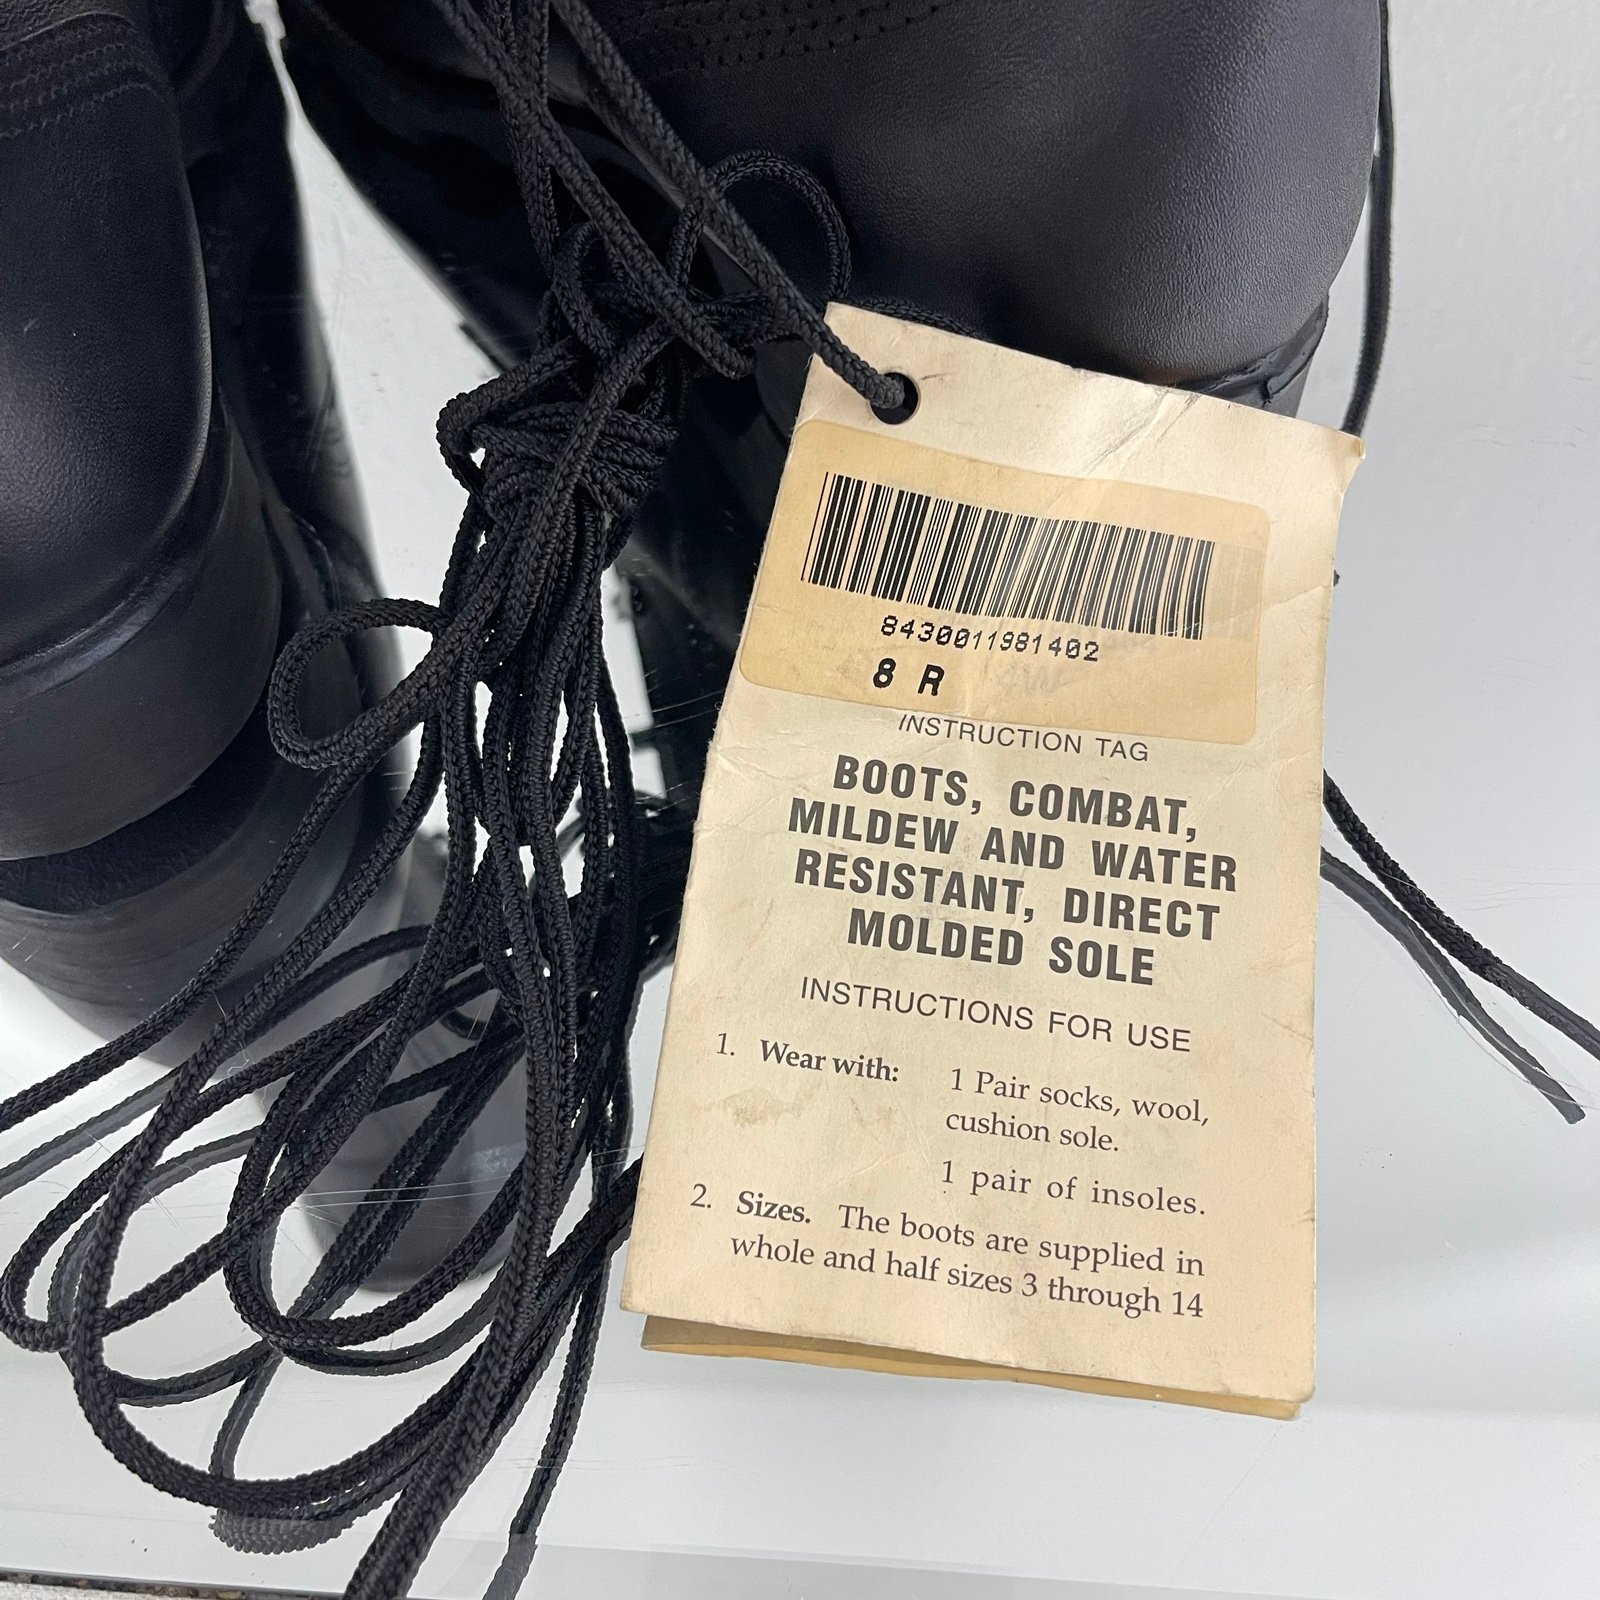 8430011981402
8 R
INSTRUCTION TAG
BOOTS, COMBAT,
MILDEW AND WATER
RESISTANT, DIRECT
MOLDED SOLE
INSTRUCTIONS FOR USE
1. Wear with: 1 Pair socks, wool,
cushion sole.
1 pair of insoles.
2. Sizes. The boots are supplied in
whole and half sizes 3 through 14